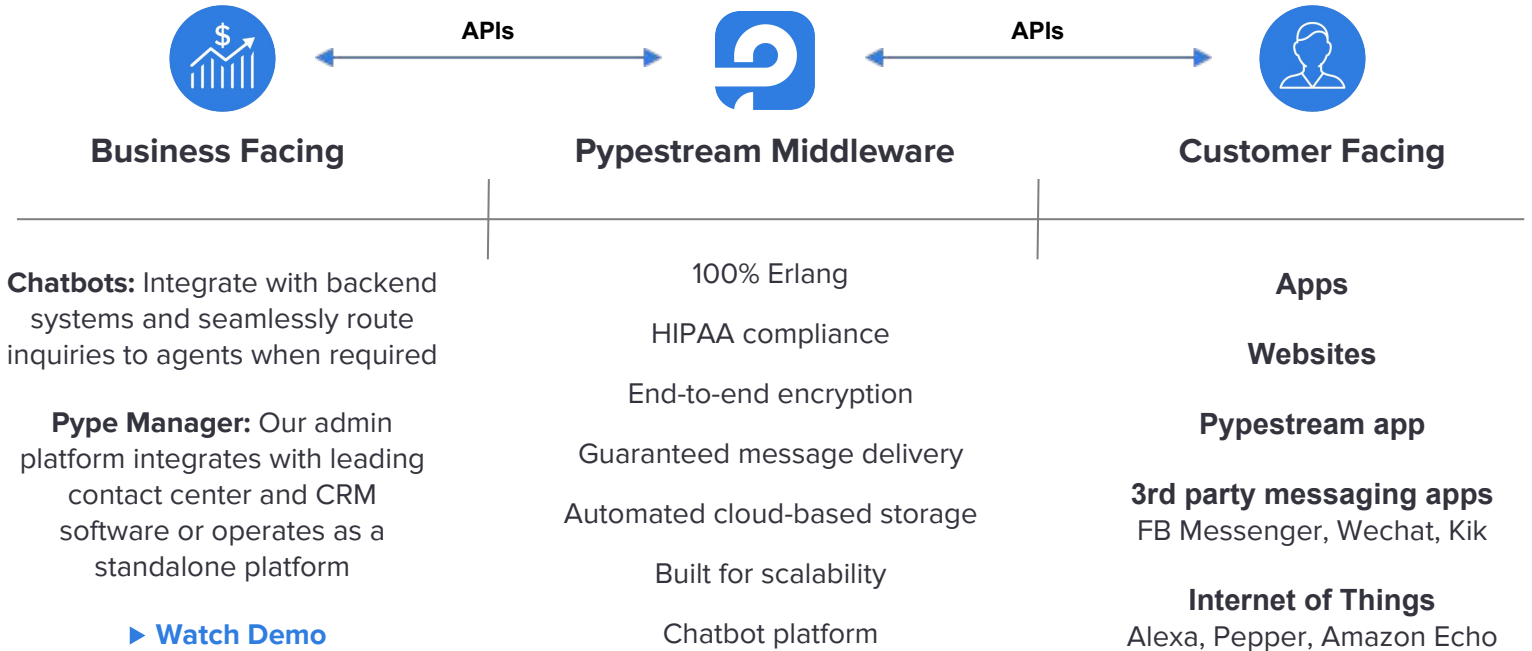 APIs
APIs
Business Facing
Pypestream Middleware
Customer Facing
Chatbots: Integrate with backend
systems and seamlessly route
inquiries to agents when required
Pype Manager: Our admin
platform integrates with leading
contact center and CRM
software or operates as a
standalone platform
▶ Watch Demo
100% Erlang
HIPAA compliance
End-to-end encryption
Guaranteed message delivery
Automated cloud-based storage
Built for scalability
Chatbot platform
Apps
Websites
Pypestream app
3rd party messaging apps
FB Messenger, Wechat, Kik
Internet of Things
Alexa, Pepper, Amazon Echo